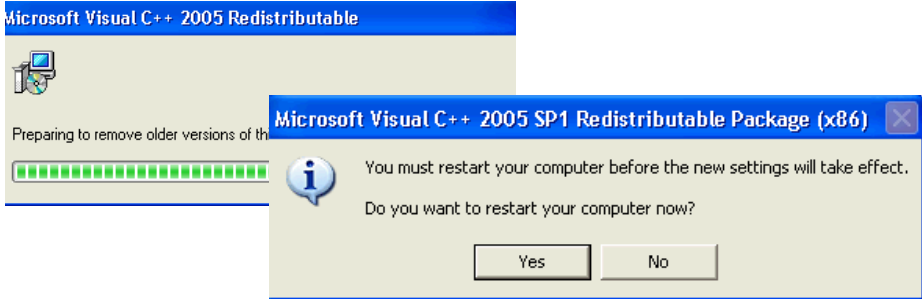 Microsoft Visual C++ 2005 Redistributable
Preparing to remove older versions of
Microsoft Visual C++ 2005 SP1 Redistributable Package (x86)
You must restart your computer before the new settings will take effect.
Do you want to restart your computer now?
Yes
No